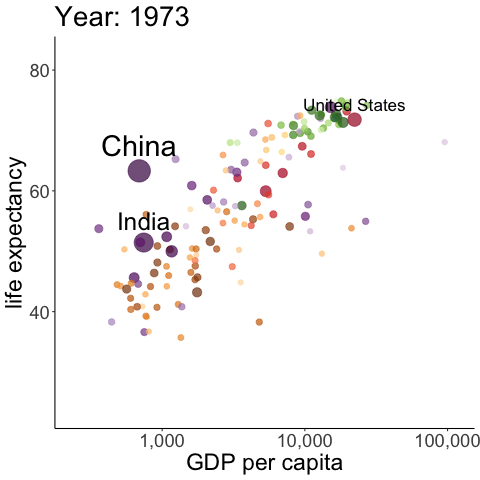 Year: 1973
80
United States
China
60
life expectancy
India
40
1,000
10,000
100,000
GDP per capita